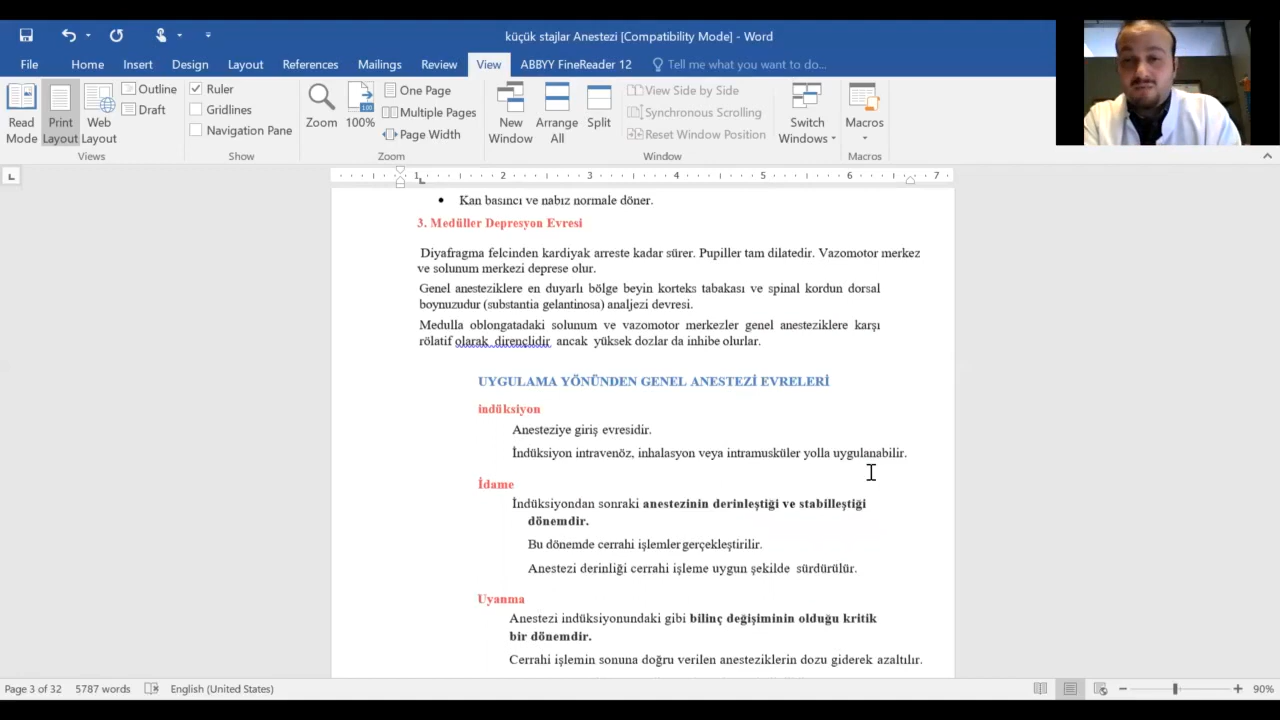 küçük stajlar Anestezi [Compatibility Mode] - Word
File Home Insert Design Layout References Mailings Review View ABBYY FineReader 12 Tell me what you want to do...
Read Mode
Print Layout
Web Layout
Outline
Draft
Views
Ruler
Gridlines
Navigation Pane
Show
Zoom
100%
One Page
Multiple Pages
Page Width
Zoom
New Window
Arrange All
Split
View Side by Side
Synchronous Scrolling
Reset Window Position
Window
Switch Windows
Macros
Macros
1 2 3 4 5 6 7
• Kan basıncı ve nabız normale döner.
3. Medüller Depresyon Evresi
Diyafragma felcinden kardiyak arreste kadar sürer. Pupiller tam dilatedir. Vazomotor merkez
ve solunum merkezi deprese olur.
Genel anesteziklere en duyarlı bölge beyin korteks tabakası ve spinal kordun dorsal
boynuzudur (substantia gelantinosa) analjezi devresi.
Medulla oblongatadaki solunum ve vazomotor merkezler genel anesteziklere karşı
rölatif olarak dirençlidir ancak yüksek dozlar da inhibe olurlar.
UYGULAMA YÖNÜNDEN GENEL ANESTEZİ EVRELERİ
indüksiyon
Anesteziye giriş evresidir.
İndüksiyon intravenöz, inhalasyon veya intramusküler yolla uygulanabilir.
İdame
İndüksiyondan sonraki anestezinin derinleştiği ve stabilleştiği
dönemdir.
Bu dönemde cerrahi işlemler gerçekleştirilir.
Anestezi derinliği cerrahi işleme uygun şekilde sürdürülür.
Uyanma
Anestezi indüksiyonundaki gibi bilinç değişiminin olduğu kritik
bir dönemdir.
Cerrahi işlemin sonuna doğru verilen anesteziklerin dozu giderek azaltılır.
Page 3 of 32 5787 words English (United States) 90%